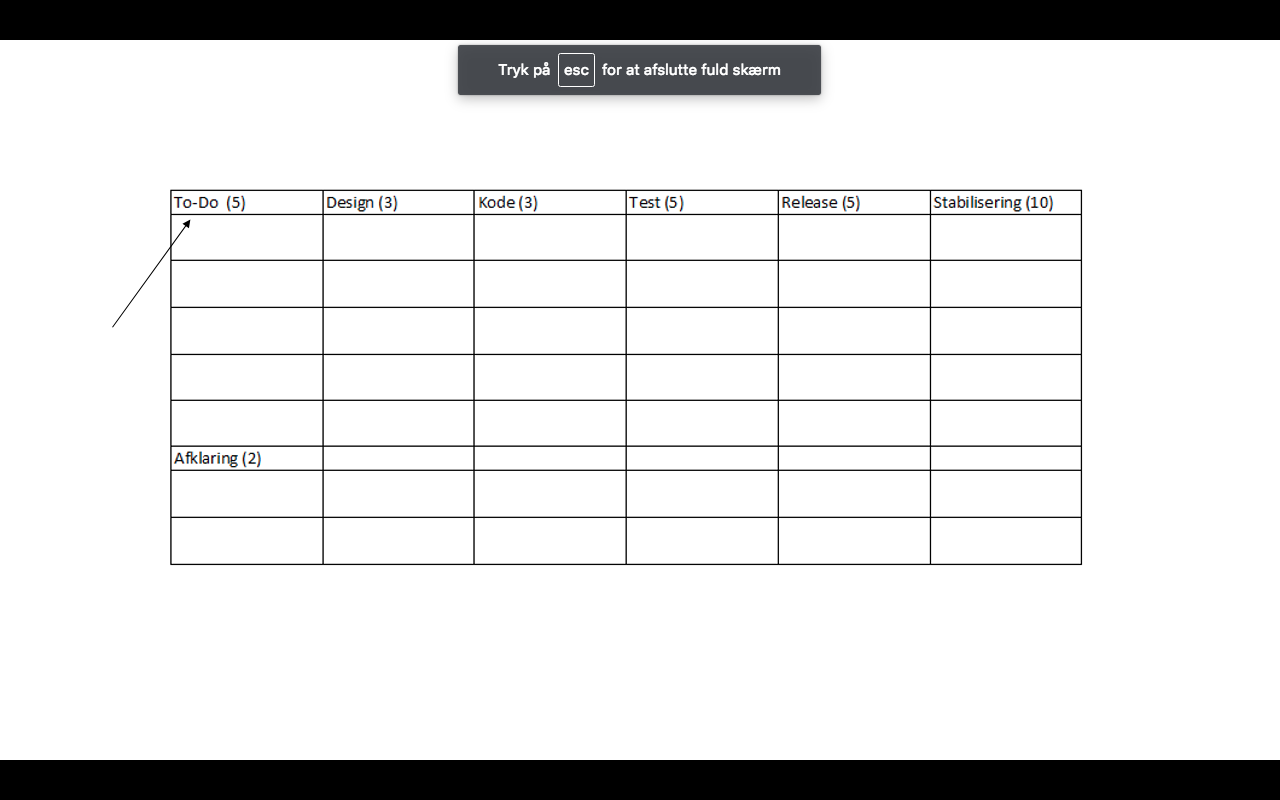 Tryk på esc for at afslutte fuld skærm
To-Do (5) Design (3) Kode (3) Test (5) Release (5) Stabilisering (10)
Afklaring (2)